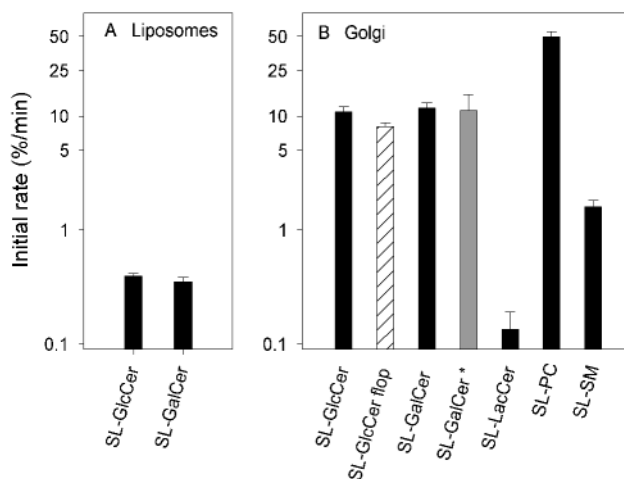 A Liposomes
B Golgi
Initial rate (%/min)
50
25
10
5
1
0.1
50
25
10
5
1
0.1
SL-GlcCer
SL-GalCer
SL-GlcCer
SL-GlcCer flop
SL-GalCer
SL-GalCer *
SL-LacCer
SL-PC
SL-SM